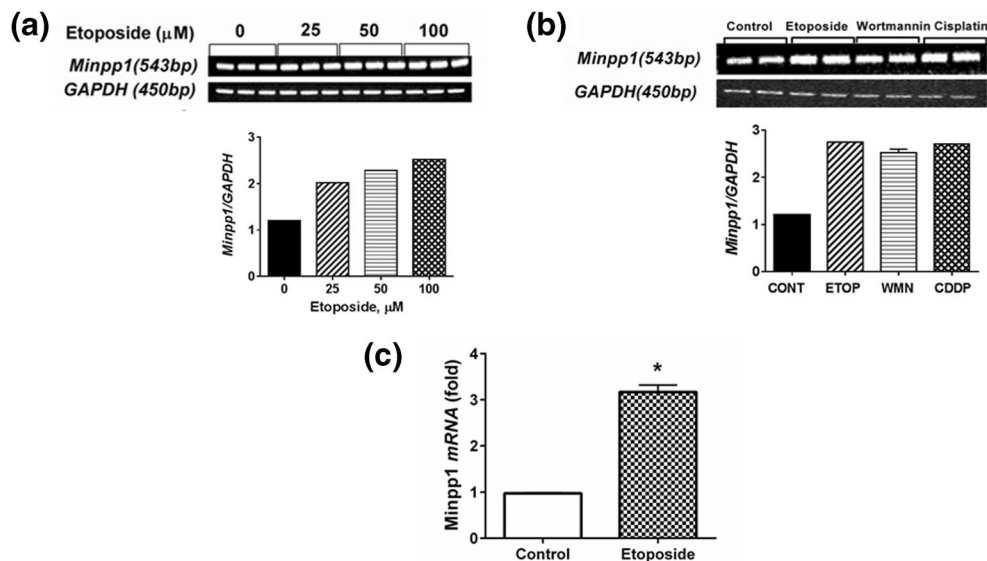 (a)
Etoposide (µM) 0 25 50 100
Minpp1(543bp)
GAPDH (450bp)
Minpp1/GAPDH
3
2
1
0
0 25 50 100
Etoposide, µM
(b)
Control Etoposide Wortmannin Cisplatin
Minpp1(543bp)
GAPDH(450bp)
Minpp1/GAPDH
3
2
1
0
CONT ETOP WMN CDDP
(c)
Minpp1 mRNA (fold)
4
3
2
1
0
*
Control Etoposide